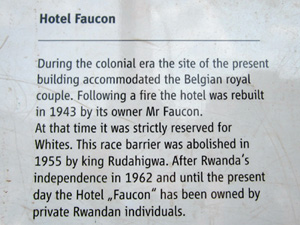 Hotel Faucon
During the colonial era the site of the present
building accommodated the Belgian royal
couple. Following a fire the hotel was rebuilt
in 1943 by its owner Mr Faucon.
At that time it was strictly reserved for
Whites. This race barrier was abolished in
1955 by king Rudahigwa. After Rwanda's
independence in 1962 and until the present
day the Hotel „Faucon“ has been owned by
private Rwandan individuals.